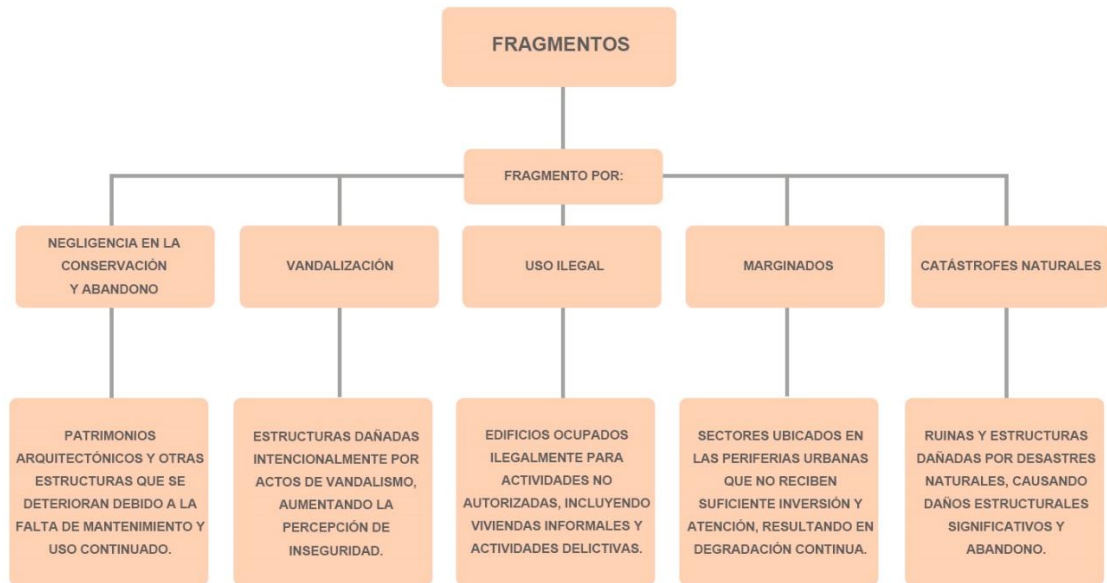 FRAGMENTOS
FRAGMENTO POR:
NEGLIGENCIA EN LA
CONSERVACIÓN
Y ABANDONO
VANDALIZACIÓN
USO ILEGAL
MARGINADOS
CATÁSTROFES NATURALES
PATRIMONIOS
ARQUITECTÓNICOS Y OTRAS
ESTRUCTURAS QUE SE
DETERIORAN DEBIDO A LA
FALTA DE MANTENIMIENTO Y
USO CONTINUADO.
ESTRUCTURAS DAÑADAS
INTENCIONALMENTE POR
ACTOS DE VANDALISMO,
AUMENTANDO LA
PERCEPCIÓN DE
INSEGURIDAD.
EDIFICIOS OCUPADOS
ILEGALMENTE PARA
ACTIVIDADES NO
AUTORIZADAS, INCLUYENDO
VIVIENDAS INFORMALES Y
ACTIVIDADES DELICTIVAS.
SECTORES UBICADOS EN
LAS PERIFERIAS URBANAS
QUE NO RECIBEN
SUFICIENTE INVERSIÓN Y
ATENCIÓN, RESULTANDO EN
DEGRADACIÓN CONTINUA.
RUINAS Y ESTRUCTURAS
DAÑADAS POR DESASTRES
NATURALES, CAUSANDO
DAÑOS ESTRUCTURALES
SIGNIFICATIVOS Y
ABANDONO.